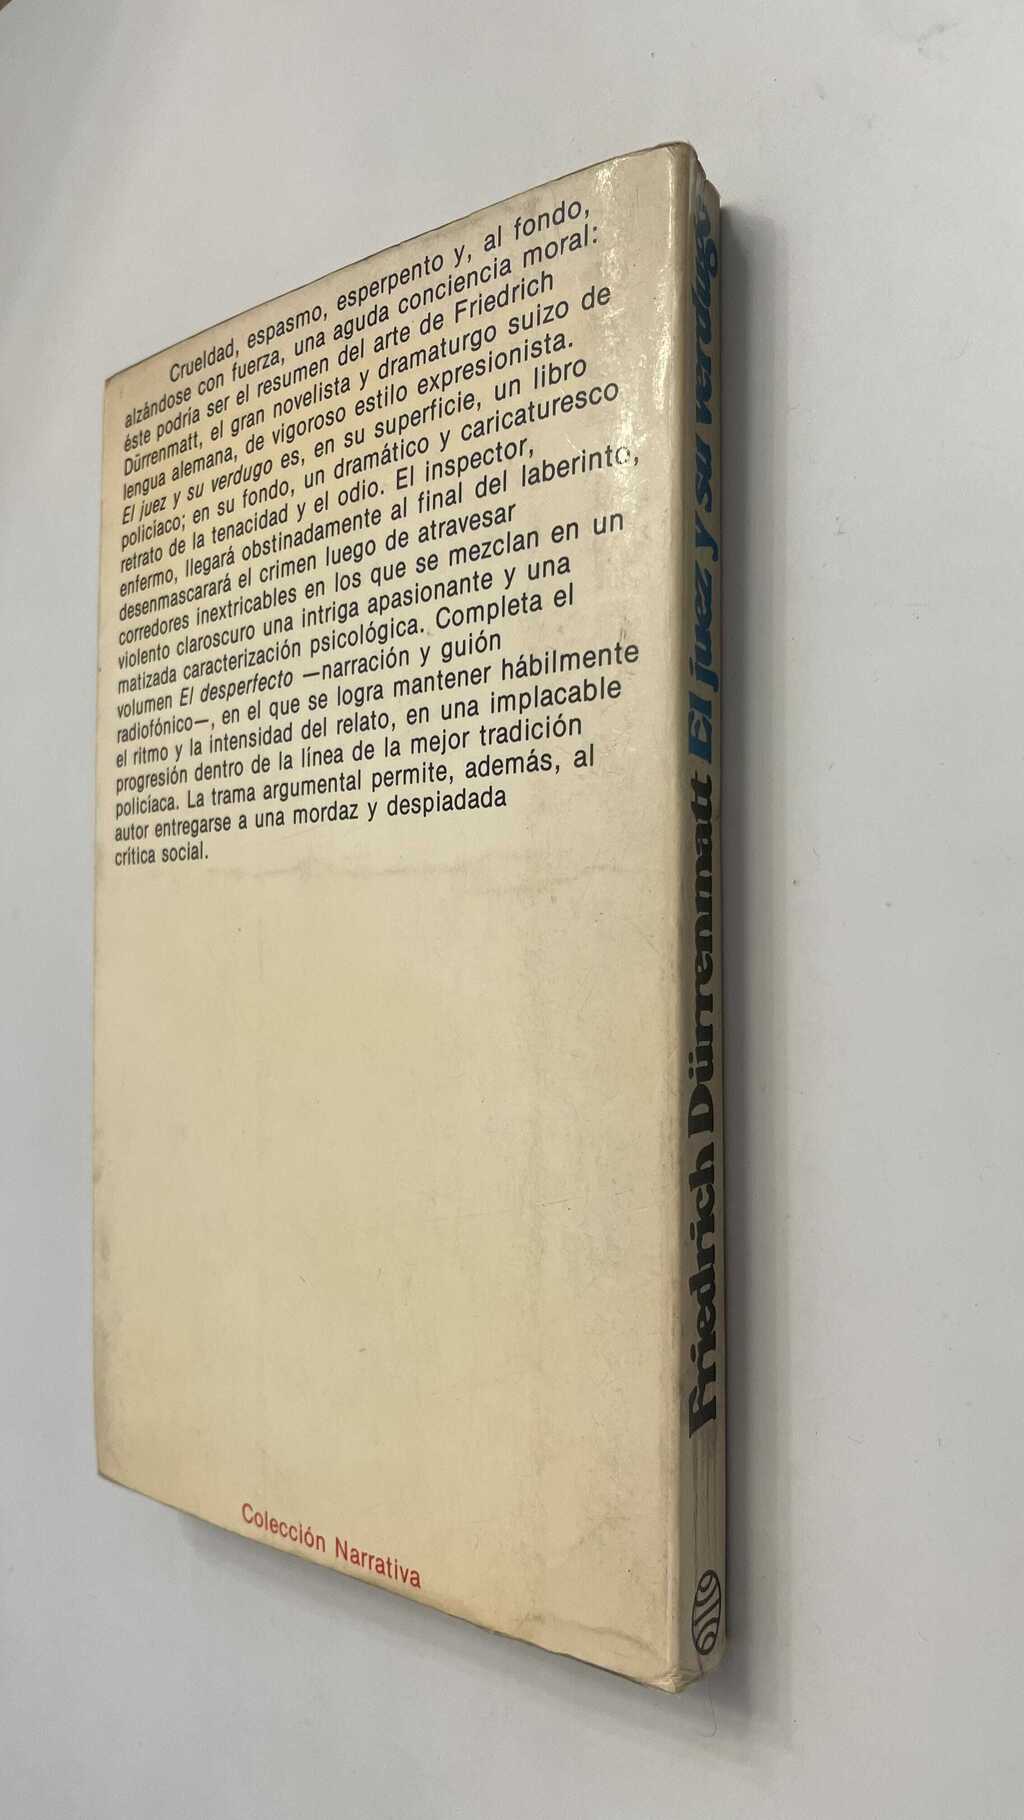 Crueldad, espasmo, esperpento y, al fondo,
alzándose con fuerza, una aguda conciencia moral:
éste podría ser el resumen del arte de Friedrich
Dürrenmatt, el gran novelista y dramaturgo suizo de
lengua alemana, de vigoroso estilo expresionista.
El juez y su verdugo es, en su superficie, un libro
policíaco; en su fondo, un dramático y caricaturesco
retrato de la tenacidad y el odio. El inspector,
enfermo, llegará obstinadamente al final del laberinto,
desenmascarará el crimen luego de atravesar
corredores inextricables en los que se mezclan en un
violento claroscuro una intriga apasionante y una
matizada caracterización psicológica. Completa el
volumen El desperfecto —narración y guión
radiofónico—, en el que se logra mantener hábilmente
el ritmo y la intensidad del relato, en una implacable
progresión dentro de la línea de la mejor tradición
policíaca. La trama argumental permite, además, al
autor entregarse a una mordaz y despiadada
crítica social.
Colección Narrativa
Friedrich Dürrenmatt El juez y su verdugo